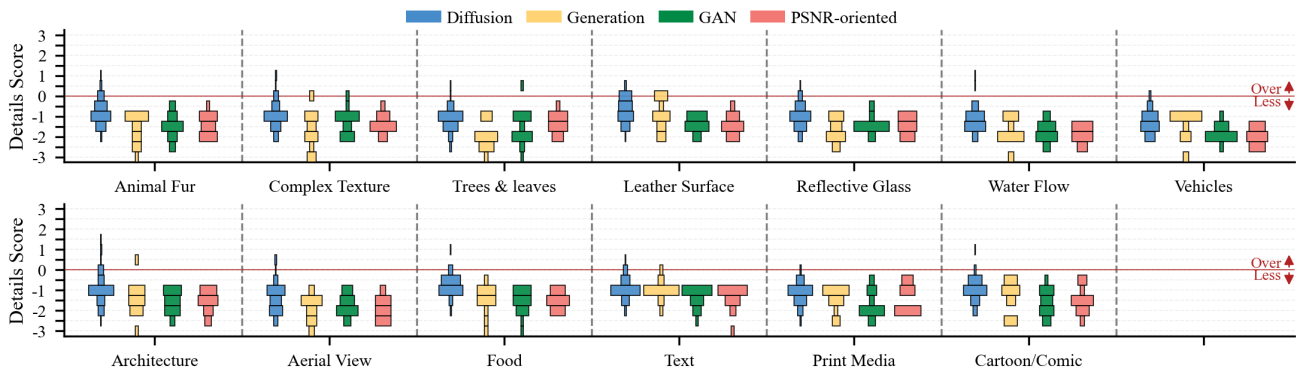 Diffusion Generation GAN PSNR-oriented
Details Score
3
2
1
0
-1
-2
-3
Over
Less
Animal Fur Complex Texture Trees & leaves Leather Surface Reflective Glass Water Flow Vehicles
Details Score
3
2
1
0
-1
-2
-3
Over
Less
Architecture Aerial View Food Text Print Media Cartoon/Comic